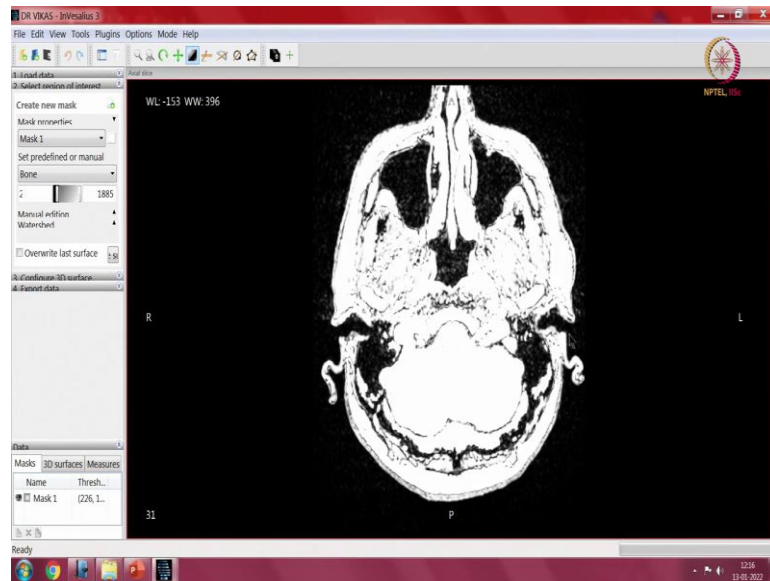 DR VIKAS - InVesalius 3
File Edit View Tools Plugins Options Mode Help
1. Load data
2. Select region of interest
Create new mask
Mask properties
Mask 1
Set predefined or manual
Bone
2 1885
Manual edition
Watershed
Overwrite last surface
3. Configure 3D surface
4. Export data
Data
Masks 3D surfaces Measures
Name Thresh..
Mask 1 (226, 1...
Ready
Axial slice
WL: -153 WW: 396
A
R
L
31
P
NPTEL, IISc
12:16
13-01-2022